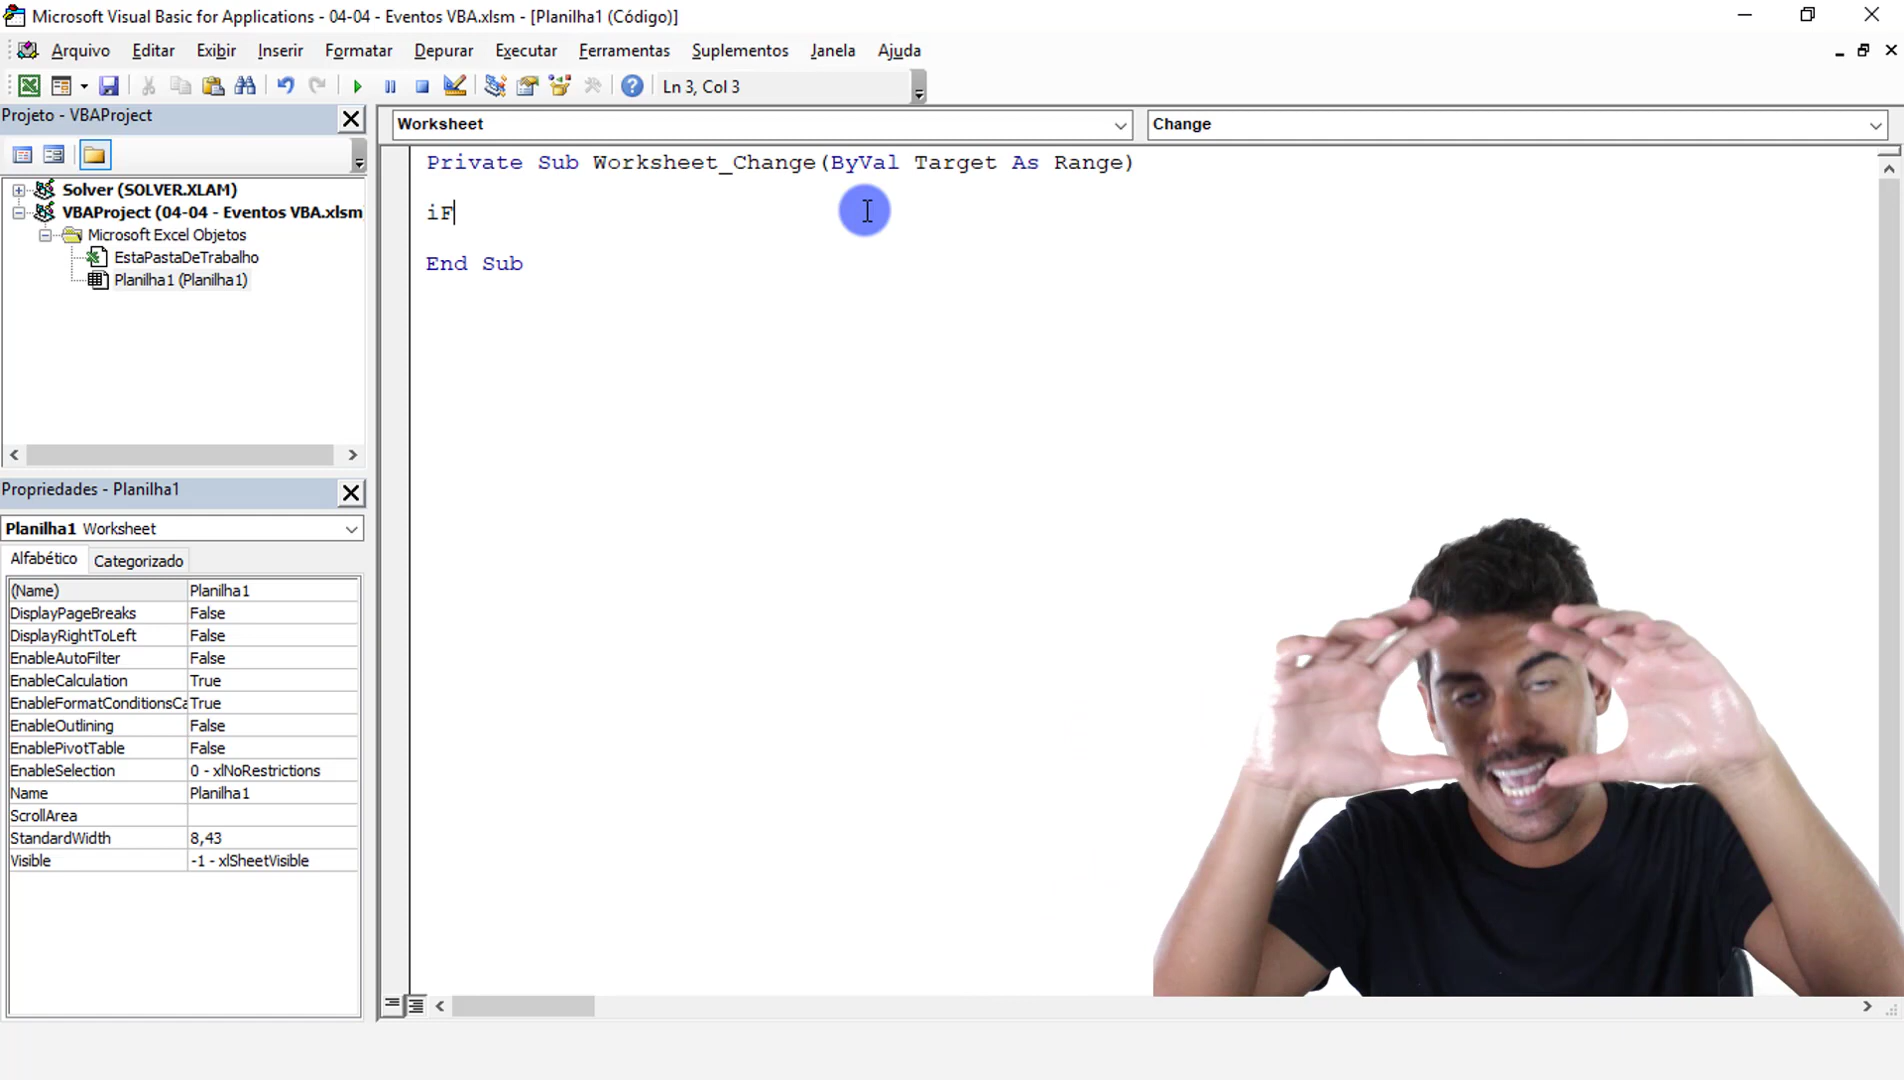 Microsoft Visual Basic for Applications - 04-04 - Eventos VBA.xlsm - [Planilha1 (Código)]
Arquivo Editar Exibir Inserir Formatar Depurar Executar Ferramentas Suplementos Janela Ajuda
Ln 3, Col 3
Projeto - VBAProject
Solver (SOLVER.XLAM)
VBAProject (04-04 - Eventos VBA.xlsm
Microsoft Excel Objetos
EstaPastaDeTrabalho
Planilha1 (Planilha1)
Propriedades - Planilha1
Planilha1 Worksheet
Alfabético Categorizado
(Name) Planilha1
DisplayPageBreaks False
DisplayRightToLeft False
EnableAutoFilter False
EnableCalculation True
EnableFormatConditionsCa True
EnableOutlining False
EnablePivotTable False
EnableSelection 0 - xlNoRestrictions
Name Planilha1
ScrollArea
StandardWidth 8,43
Visible -1 - xlSheetVisible
Worksheet Change
Private Sub Worksheet_Change(ByVal Target As Range)
iF
End Sub